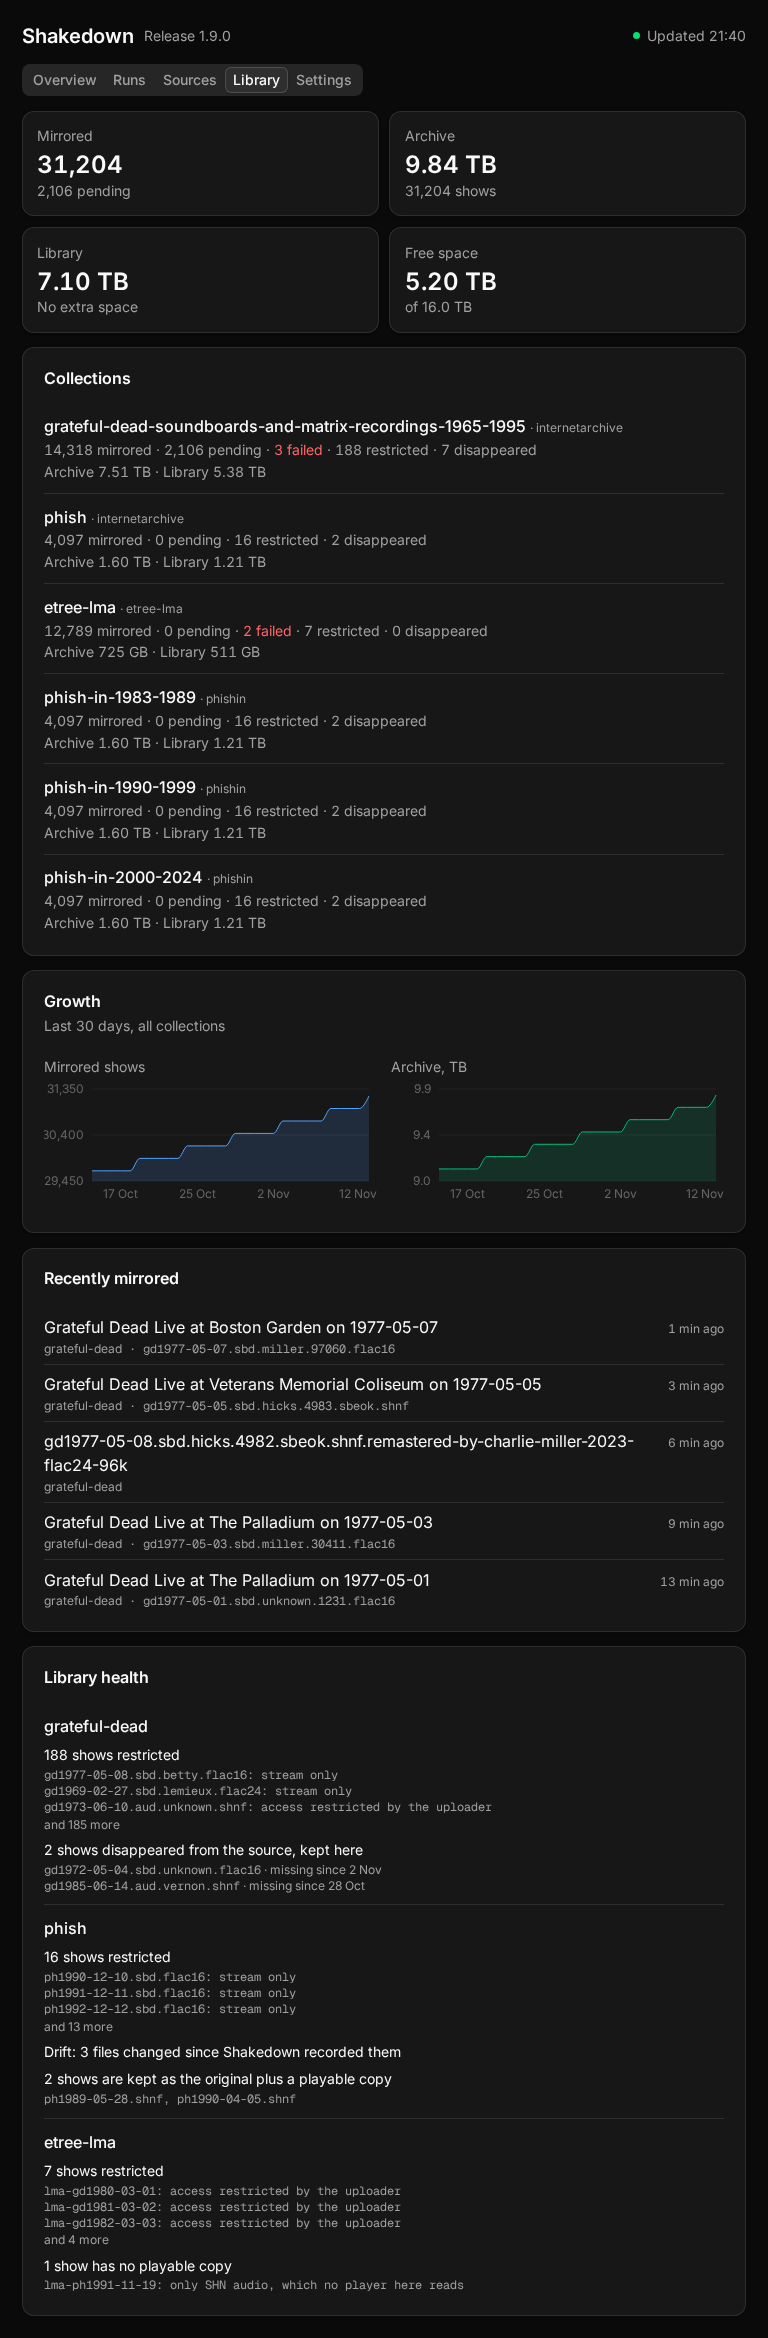 Shakedown Release 1.9.0
Updated 21:40
Overview Runs Sources Library Settings
Mirrored
31,204
2,106 pending
Archive
9.84 TB
31,204 shows
Library
7.10 TB
No extra space
Free space
5.20 TB
of 16.0 TB
Collections
grateful-dead-soundboards-and-matrix-recordings-1965-1995 · internetarchive
14,318 mirrored · 2,106 pending · 3 failed · 188 restricted · 7 disappeared
Archive 7.51 TB · Library 5.38 TB
phish · internetarchive
4,097 mirrored · 0 pending · 16 restricted · 2 disappeared
Archive 1.60 TB · Library 1.21 TB
etree-lma · etree-lma
12,789 mirrored · 0 pending · 2 failed · 7 restricted · 0 disappeared
Archive 725 GB · Library 511 GB
phish-in-1983-1989 · phishin
4,097 mirrored · 0 pending · 16 restricted · 2 disappeared
Archive 1.60 TB · Library 1.21 TB
phish-in-1990-1999 · phishin
4,097 mirrored · 0 pending · 16 restricted · 2 disappeared
Archive 1.60 TB · Library 1.21 TB
phish-in-2000-2024 · phishin
4,097 mirrored · 0 pending · 16 restricted · 2 disappeared
Archive 1.60 TB · Library 1.21 TB
Growth
Last 30 days, all collections
Mirrored shows
31,350
30,400
29,450
17 Oct 25 Oct 2 Nov 12 Nov
Archive, TB
9.9
9.4
9.0
17 Oct 25 Oct 2 Nov 12 Nov
Recently mirrored
Grateful Dead Live at Boston Garden on 1977-05-07 1 min ago
grateful-dead · gd1977-05-07.sbd.miller.97060.flac16
Grateful Dead Live at Veterans Memorial Coliseum on 1977-05-05 3 min ago
grateful-dead · gd1977-05-05.sbd.hicks.4983.sbeok.shnf
gd1977-05-08.sbd.hicks.4982.sbeok.shnf.remastered-by-charlie-miller-2023- 6 min ago
flac24-96k
grateful-dead
Grateful Dead Live at The Palladium on 1977-05-03 9 min ago
grateful-dead · gd1977-05-03.sbd.miller.30411.flac16
Grateful Dead Live at The Palladium on 1977-05-01 13 min ago
grateful-dead · gd1977-05-01.sbd.unknown.1231.flac16
Library health
grateful-dead
188 shows restricted
gd1977-05-08.sbd.betty.flac16: stream only
gd1969-02-27.sbd.lemieux.flac24: stream only
gd1973-06-10.aud.unknown.shnf: access restricted by the uploader
and 185 more
2 shows disappeared from the source, kept here
gd1972-05-04.sbd.unknown.flac16 · missing since 2 Nov
gd1985-06-14.aud.vernon.shnf · missing since 28 Oct
phish
16 shows restricted
ph1990-12-10.sbd.flac16: stream only
ph1991-12-11.sbd.flac16: stream only
ph1992-12-12.sbd.flac16: stream only
and 13 more
Drift: 3 files changed since Shakedown recorded them
2 shows are kept as the original plus a playable copy
ph1989-05-28.shnf, ph1990-04-05.shnf
etree-lma
7 shows restricted
lma-gd1980-03-01: access restricted by the uploader
lma-gd1981-03-02: access restricted by the uploader
lma-gd1982-03-03: access restricted by the uploader
and 4 more
1 show has no playable copy
lma-ph1991-11-19: only SHN audio, which no player here reads